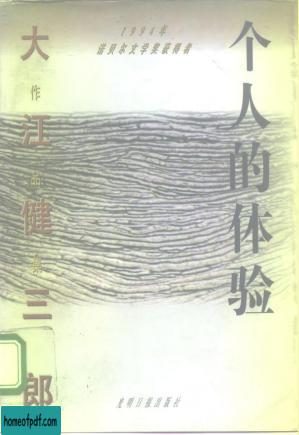 1994年
诺贝尔文学奖获得者
个人的体验
大江健三郎
作品集
光明日报出版社
homeofpdf.com